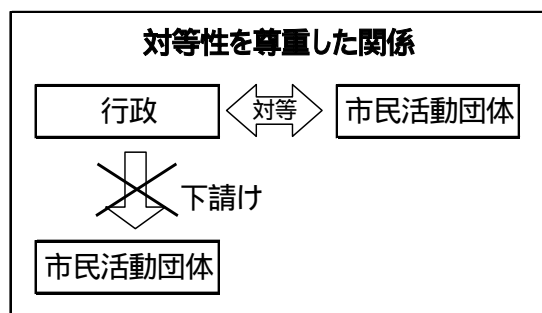 対等性を尊重した関係
行政
対等
市民活動団体
下請け
市民活動団体